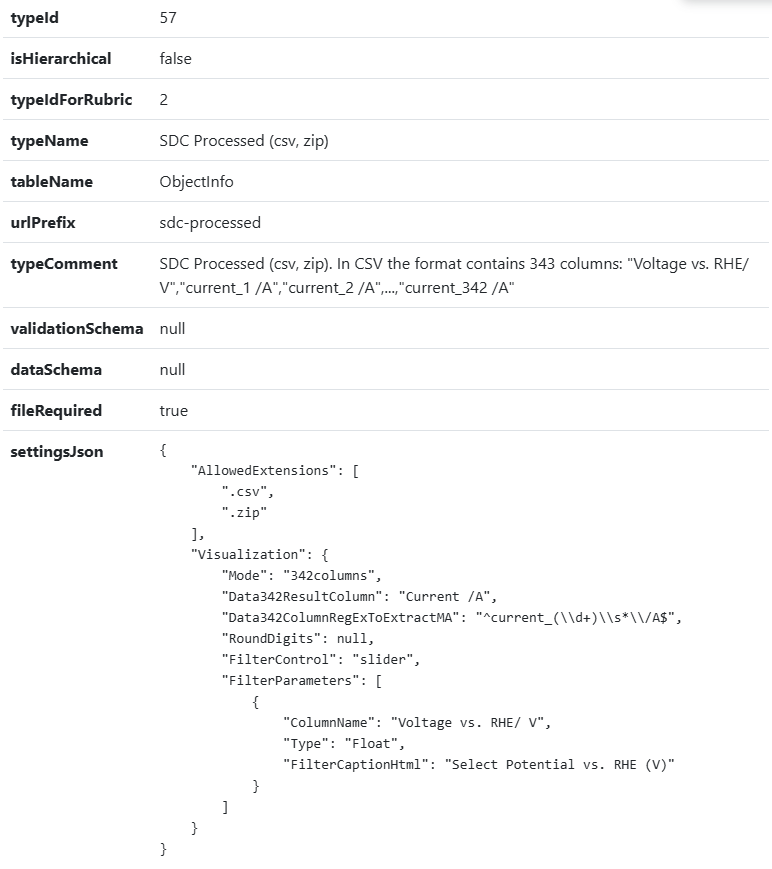 typeId 57
isHierarchical false
typeIdForRubric 2
typeName SDC Processed (csv, zip)
tableName ObjectInfo
urlPrefix sdc-processed
typeComment SDC Processed (csv, zip). In CSV the format contains 343 columns: "Voltage vs. RHE/
V","current_1 /A","current_2 /A",...,"current_342 /A"
validationSchema null
dataSchema null
fileRequired true
settingsJson {
"AllowedExtensions": [
".csv",
".zip"
],
"Visualization": {
"Mode": "342columns",
"Data342ResultColumn": "Current /A",
"Data342ColumnRegExToExtractMA": "^current_(\\d+)\\s*\\/A$",
"RoundDigits": null,
"FilterControl": "slider",
"FilterParameters": [
{
"ColumnName": "Voltage vs. RHE/ V",
"Type": "Float",
"FilterCaptionHtml": "Select Potential vs. RHE (V)"
}
]
}
}